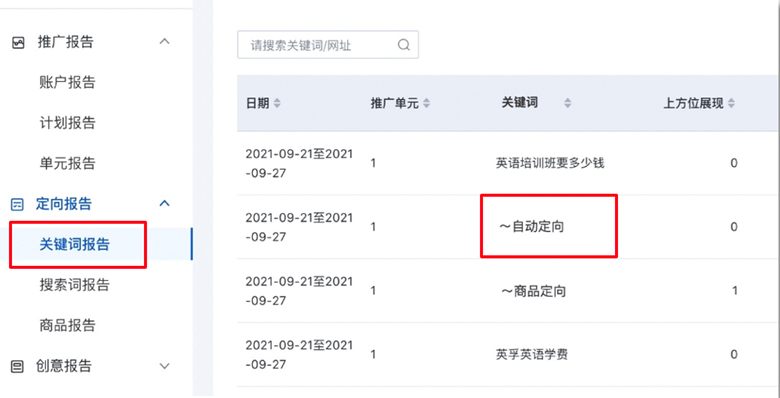 推广报告
账户报告
计划报告
单元报告
定向报告
关键词报告
搜索词报告
商品报告
创意报告
请搜索关键词/网址
日期 推广单元 关键词 上方位展现
2021-09-21至2021
-09-27
1 英语培训班要多少钱 0
2021-09-21至2021
-09-27
1 ～自动定向 0
2021-09-21至2021
-09-27
1 ～商品定向 1
2021-09-21至2021
-09-27
1 英孚英语学费 0